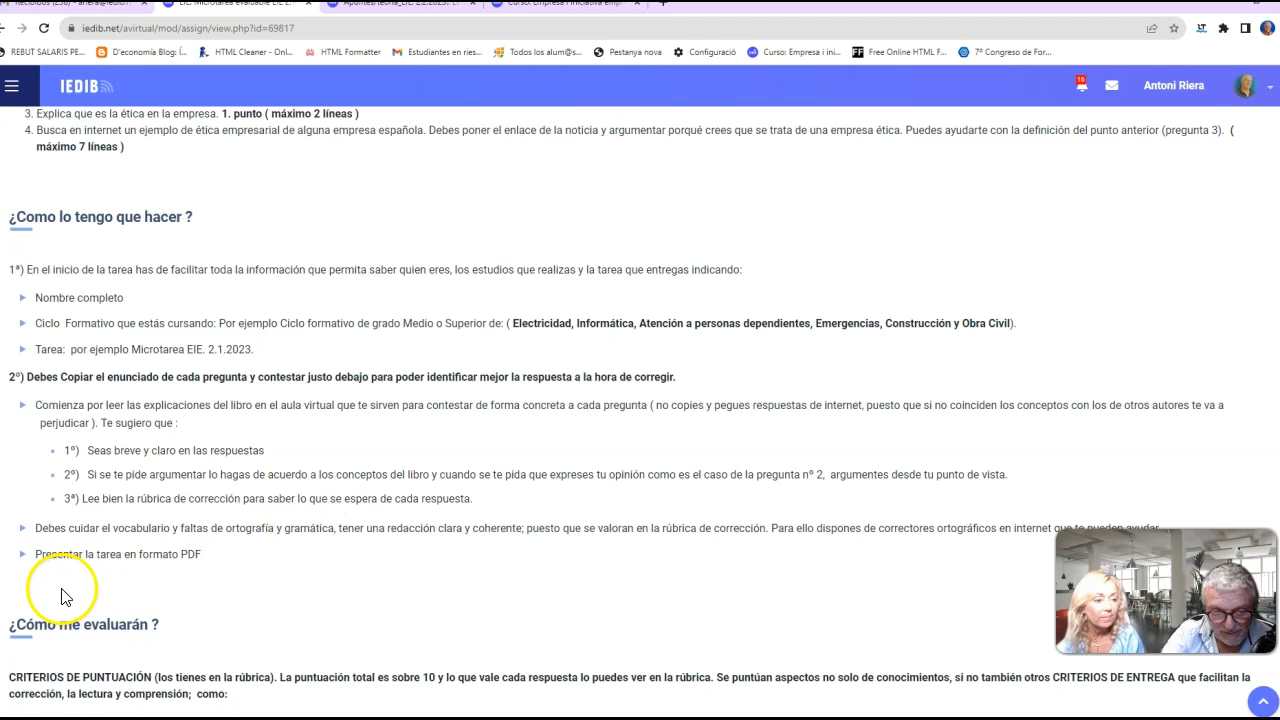 iedib.net/avirtual/mod/assign/view.php?id=69817
REBUT SALARIS PE... D'economía Blog: Í... HTML Cleaner - Onl... HTML Formatter Estudiantes en ries... Todos los alum@s... Pestanya nova Configuració Curso: Empresa i ini... Free Online HTML F... 7º Congreso de For...
IEDIB 16 Antoni Riera
3. Explica que es la ética en la empresa. 1. punto ( máximo 2 líneas )
4. Busca en internet un ejemplo de ética empresarial de alguna empresa española. Debes poner el enlace de la noticia y argumentar porqué crees que se trata de una empresa ética. Puedes ayudarte con la definición del punto anterior (pregunta 3). (
máximo 7 líneas )
¿Como lo tengo que hacer ?
1ª) En el inicio de la tarea has de facilitar toda la información que permita saber quien eres, los estudios que realizas y la tarea que entregas indicando:
Nombre completo
Ciclo Formativo que estás cursando: Por ejemplo Ciclo formativo de grado Medio o Superior de: ( Electricidad, Informática, Atención a personas dependientes, Emergencias, Construcción y Obra Civil).
Tarea: por ejemplo Microtarea EIE. 2.1.2023.
2º) Debes Copiar el enunciado de cada pregunta y contestar justo debajo para poder identificar mejor la respuesta a la hora de corregir.
Comienza por leer las explicaciones del libro en el aula virtual que te sirven para contestar de forma concreta a cada pregunta ( no copies y pegues respuestas de internet, puesto que si no coinciden los conceptos con los de otros autores te va a
perjudicar ). Te sugiero que :
1º) Seas breve y claro en las respuestas
2º) Si se te pide argumentar lo hagas de acuerdo a los conceptos del libro y cuando se te pida que expreses tu opinión como es el caso de la pregunta nº 2, argumentes desde tu punto de vista.
3ª) Lee bien la rúbrica de corrección para saber lo que se espera de cada respuesta.
Debes cuidar el vocabulario y faltas de ortografía y gramática, tener una redacción clara y coherente; puesto que se valoran en la rúbrica de corrección. Para ello dispones de correctores ortográficos en internet que te pueden ayudar
Presentar la tarea en formato PDF
¿Cómo me evaluarán ?
CRITERIOS DE PUNTUACIÓN (los tienes en la rúbrica). La puntuación total es sobre 10 y lo que vale cada respuesta lo puedes ver en la rúbrica. Se puntúan aspectos no solo de conocimientos, si no también otros CRITERIOS DE ENTREGA que facilitan la
corrección, la lectura y comprensión; como: